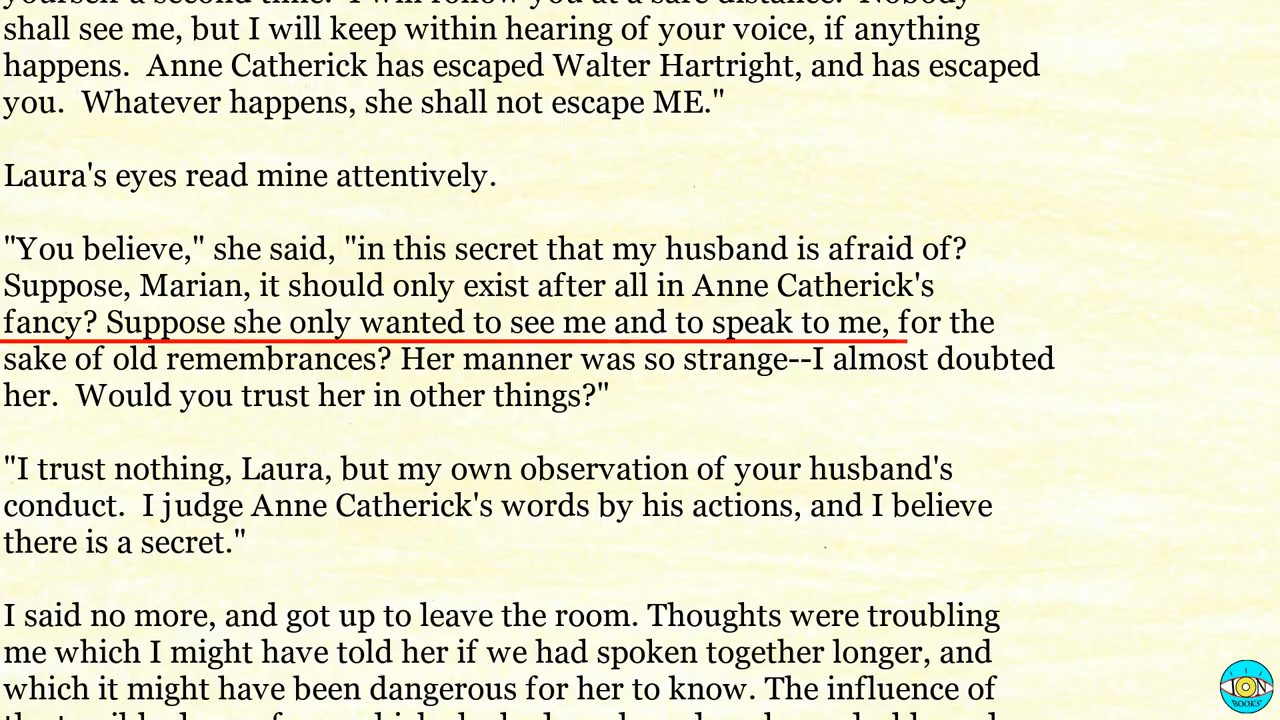 shall see me, but I will keep within hearing of your voice, if anything
happens.  Anne Catherick has escaped Walter Hartright, and has escaped
you.  Whatever happens, she shall not escape ME."
Laura's eyes read mine attentively.
"You believe," she said, "in this secret that my husband is afraid of?
Suppose, Marian, it should only exist after all in Anne Catherick's
fancy? Suppose she only wanted to see me and to speak to me, for the
sake of old remembrances? Her manner was so strange--I almost doubted
her.  Would you trust her in other things?"
"I trust nothing, Laura, but my own observation of your husband's
conduct.  I judge Anne Catherick's words by his actions, and I believe
there is a secret."
I said no more, and got up to leave the room. Thoughts were troubling
me which I might have told her if we had spoken together longer, and
which it might have been dangerous for her to know. The influence of
ION
BOOKS